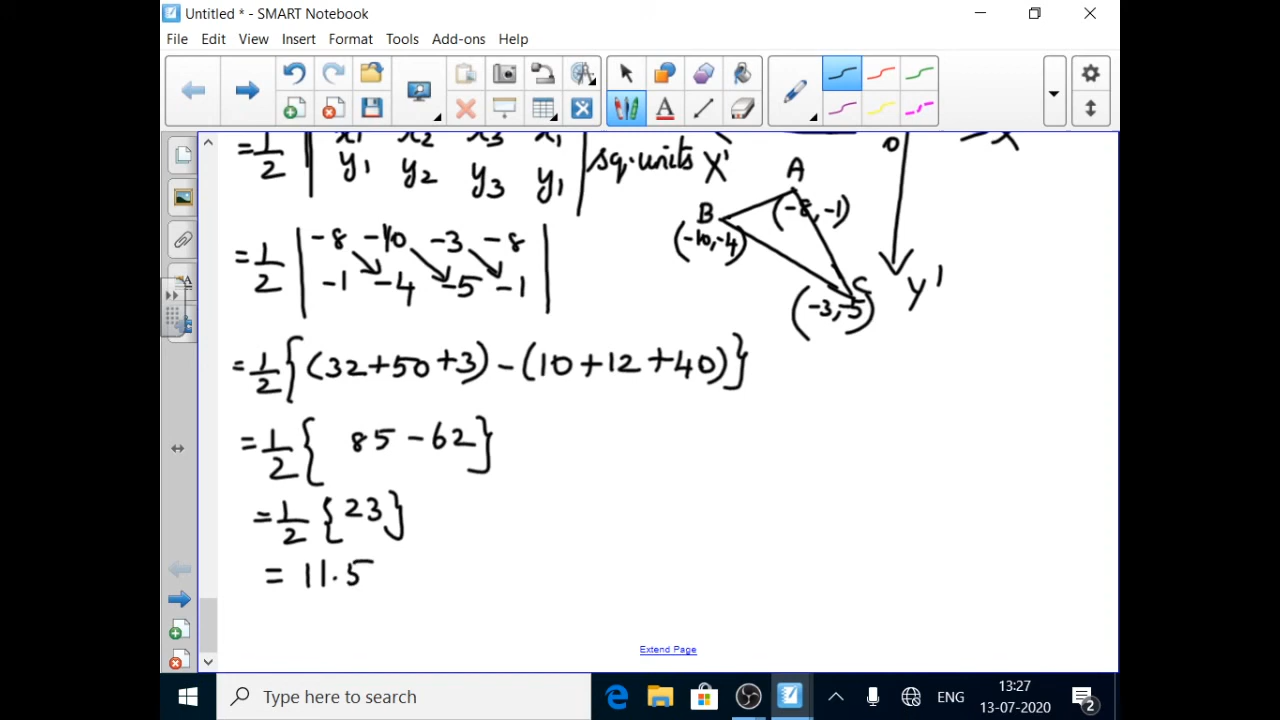 Untitled * - SMART Notebook
File Edit View Insert Format Tools Add-ons Help
= 1/2 | x1 x2 x3 x1 |
y1 y2 y3 y1 | sq.units X'
o
X
A
(-8,-1)
B
(-10,-4)
C
(-3,-5)
Y'
= 1/2 | -8 -10 -3 -8 |
-1 -4 -5 -1
= 1/2 { (32+50+3) - (10+12+40) }
= 1/2 { 85 - 62 }
= 1/2 { 23 }
= 11.5
Extend Page
Type here to search
ENG
13:27
13-07-2020
2